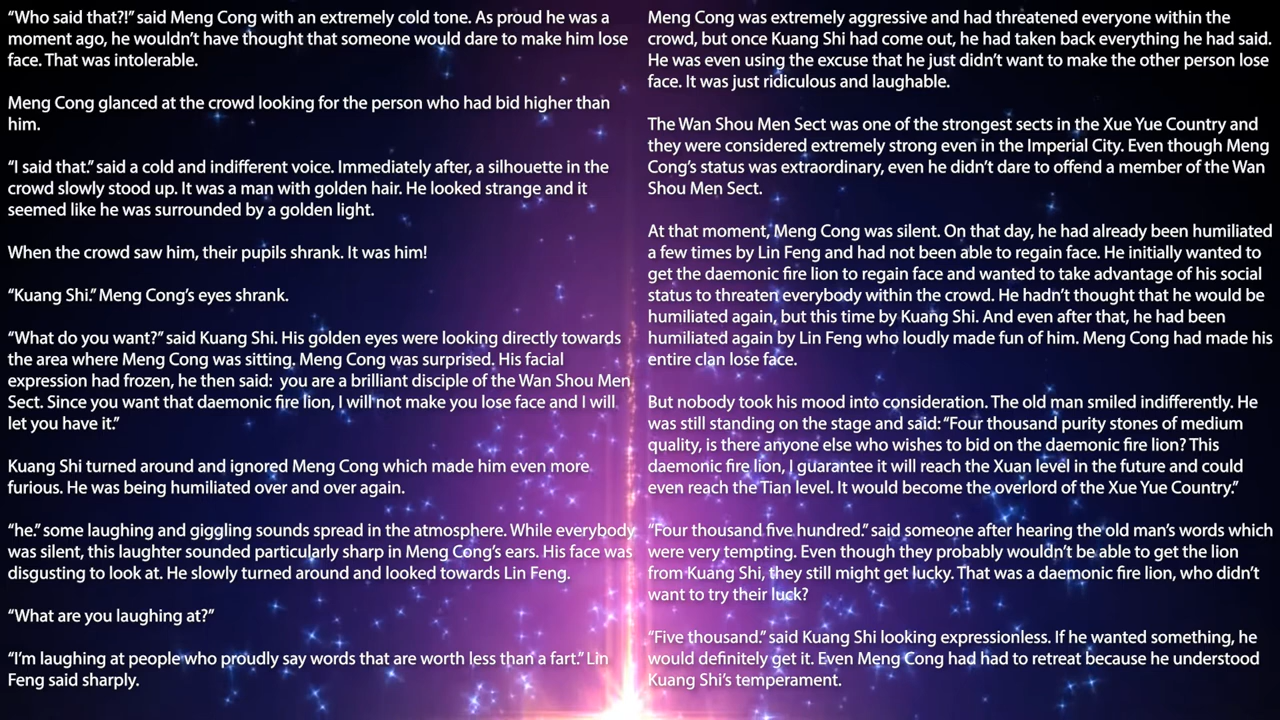 “Who said that?!” said Meng Cong with an extremely cold tone. As proud he was a
moment ago, he wouldn’t have thought that someone would dare to make him lose
face. That was intolerable.
Meng Cong glanced at the crowd looking for the person who had bid higher than
him.
“I said that.” said a cold and indifferent voice. Immediately after, a silhouette in the
crowd slowly stood up. It was a man with golden hair. He looked strange and it
seemed like he was surrounded by a golden light.
When the crowd saw him, their pupils shrank. It was him!
“Kuang Shi.” Meng Cong’s eyes shrank.
“What do you want?” said Kuang Shi. His golden eyes were looking directly towards
the area where Meng Cong was sitting. Meng Cong was surprised. His facial
expression had frozen, he then said:  you are a brilliant disciple of the Wan Shou Men
Sect. Since you want that daemonic fire lion, I will not make you lose face and I will
let you have it.”
Kuang Shi turned around and ignored Meng Cong which made him even more
furious. He was being humiliated over and over again.
“he.” some laughing and giggling sounds spread in the atmosphere. While everybody
was silent, this laughter sounded particularly sharp in Meng Cong’s ears. His face was
disgusting to look at. He slowly turned around and looked towards Lin Feng.
“What are you laughing at?”
“I’m laughing at people who proudly say words that are worth less than a fart.” Lin
Feng said sharply.
Meng Cong was extremely aggressive and had threatened everyone within the
crowd, but once Kuang Shi had come out, he had taken back everything he had said.
He was even using the excuse that he just didn’t want to make the other person lose
face. It was just ridiculous and laughable.
The Wan Shou Men Sect was one of the strongest sects in the Xue Yue Country and
they were considered extremely strong even in the Imperial City. Even though Meng
Cong’s status was extraordinary, even he didn’t dare to offend a member of the Wan
Shou Men Sect.
At that moment, Meng Cong was silent. On that day, he had already been humiliated
a few times by Lin Feng and had not been able to regain face. He initially wanted to
get the daemonic fire lion to regain face and wanted to take advantage of his social
status to threaten everybody within the crowd. He hadn’t thought that he would be
humiliated again, but this time by Kuang Shi. And even after that, he had been
humiliated again by Lin Feng who loudly made fun of him. Meng Cong had made his
entire clan lose face.
But nobody took his mood into consideration. The old man smiled indifferently. He
was still standing on the stage and said: “Four thousand purity stones of medium
quality, is there anyone else who wishes to bid on the daemonic fire lion? This
daemonic fire lion, I guarantee it will reach the Xuan level in the future and could
even reach the Tian level. It would become the overlord of the Xue Yue Country.”
“Four thousand five hundred.” said someone after hearing the old man’s words which
were very tempting. Even though they probably wouldn’t be able to get the lion
from Kuang Shi, they still might get lucky. That was a daemonic fire lion, who didn’t
want to try their luck?
“Five thousand.” said Kuang Shi looking expressionless. If he wanted something, he
would definitely get it. Even Meng Cong had had to retreat because he understood
Kuang Shi’s temperament.